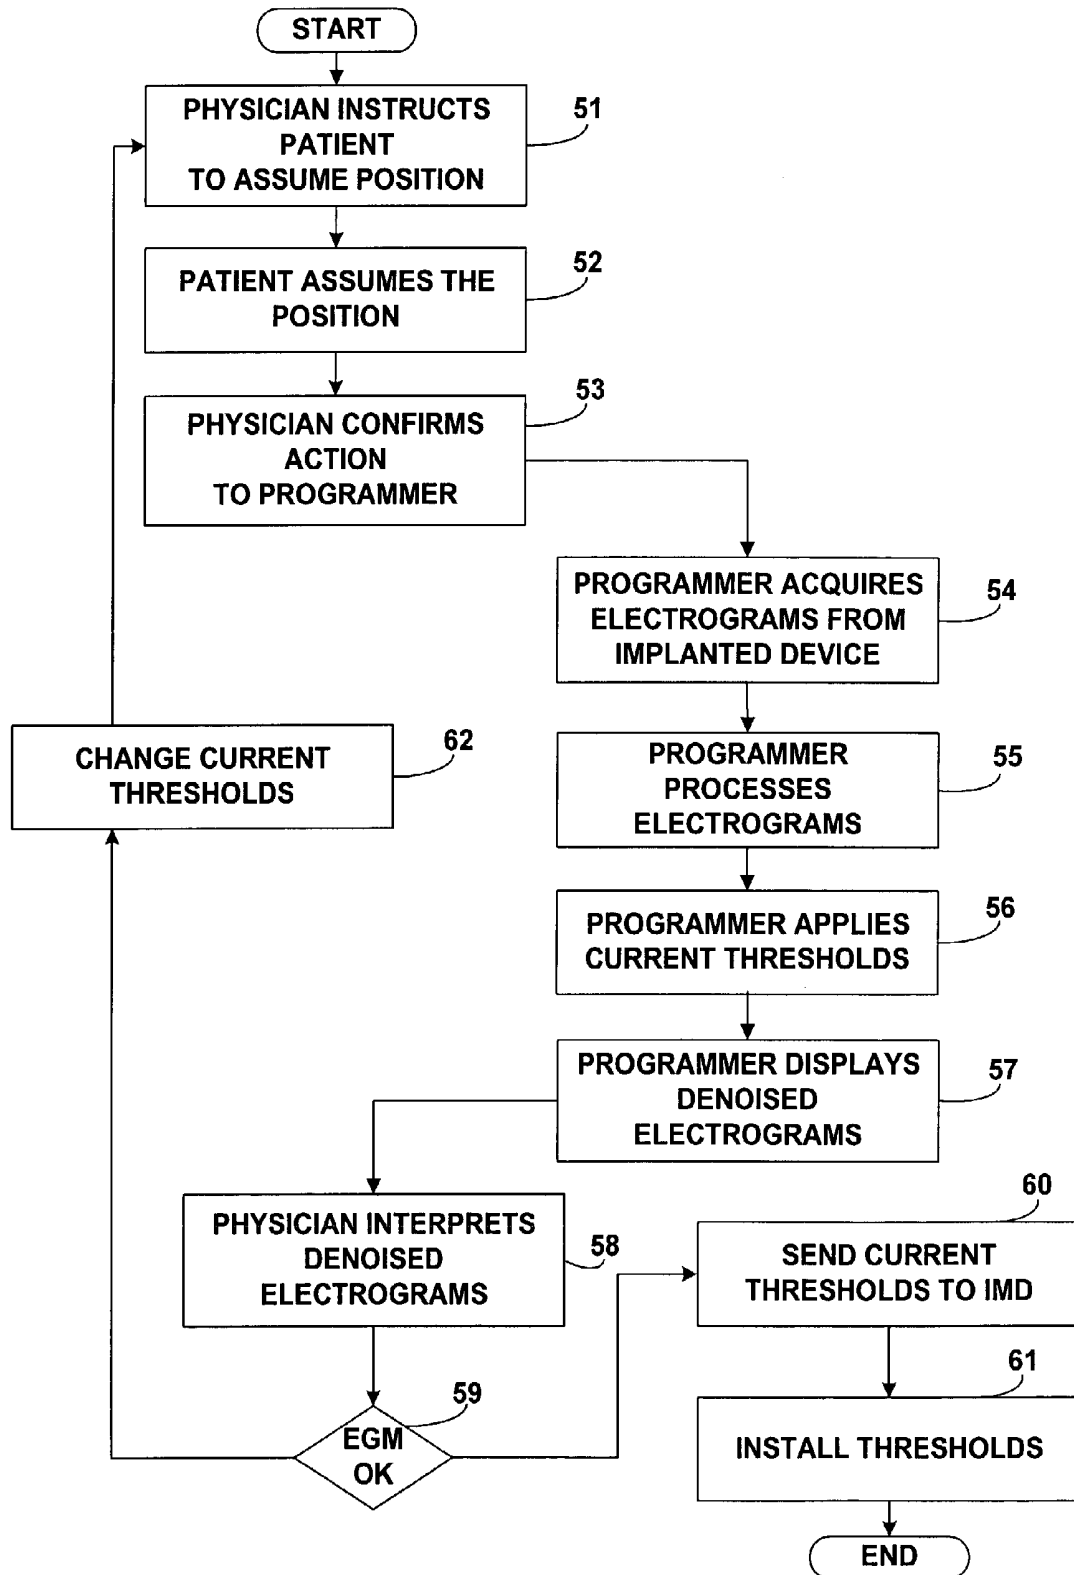 START
PHYSICIAN INSTRUCTS
PATIENT
TO ASSUME POSITION
51
PATIENT ASSUMES THE
POSITION
52
PHYSICIAN CONFIRMS
ACTION
TO PROGRAMMER
53
PROGRAMMER ACQUIRES
ELECTROGRAMS FROM
IMPLANTED DEVICE
54
CHANGE CURRENT
THRESHOLDS
62
PROGRAMMER
PROCESSES
ELECTROGRAMS
55
PROGRAMMER APPLIES
CURRENT THRESHOLDS
56
PROGRAMMER DISPLAYS
DENOISED
ELECTROGRAMS
57
PHYSICIAN INTERPRETS
DENOISED
ELECTROGRAMS
58
EGM
OK
59
SEND CURRENT
THRESHOLDS TO IMD
60
INSTALL THRESHOLDS
61
END